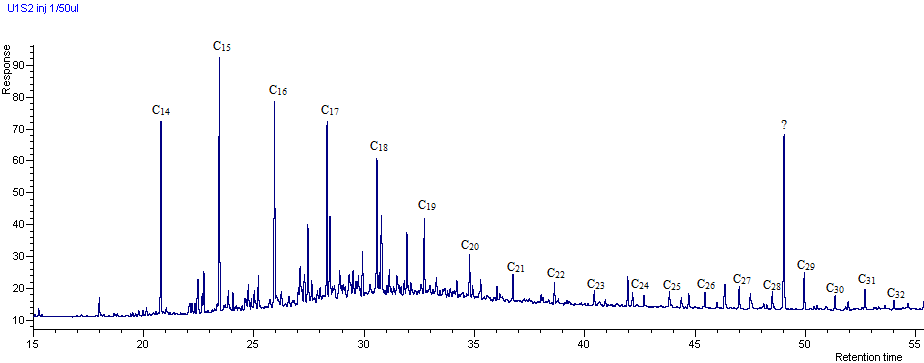 U1S2 inj 1/50ul
Response
90
80
70
60
50
40
30
20
10
C14
C15
C16
C17
C18
C19
C20
C21
C22
C23
C24
C25
C26
C27
C28
?
C29
C30
C31
C32
15
20
25
30
35
40
45
50
55
Retention time